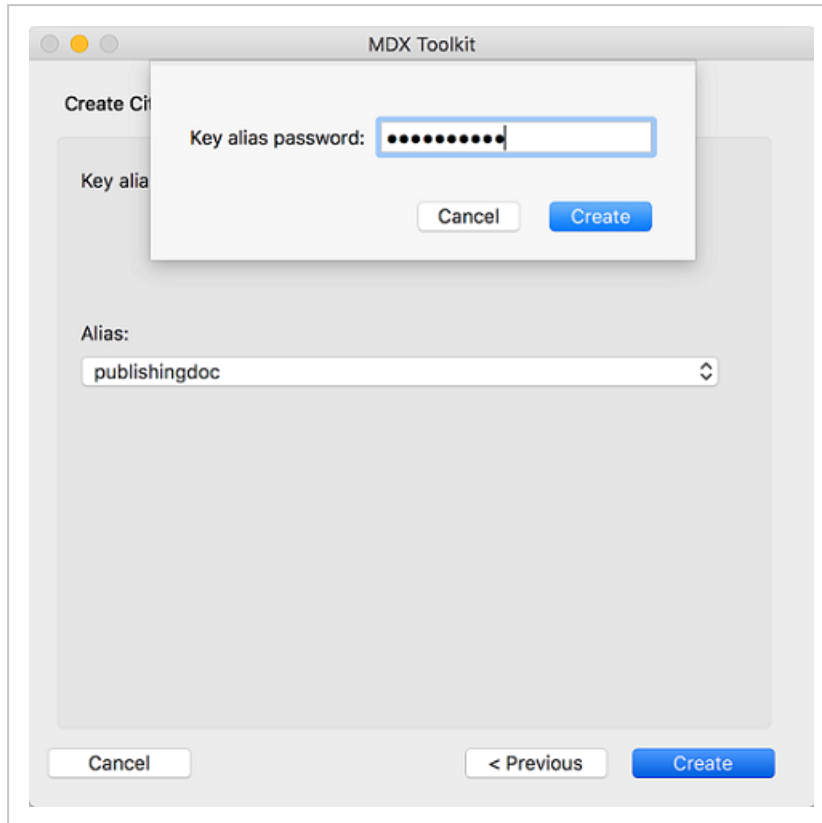 MDX Toolkit
Create Cit
Key alias password: ••••••••••
Cancel Create
Key alia
Alias:
publishingdoc
Cancel < Previous Create